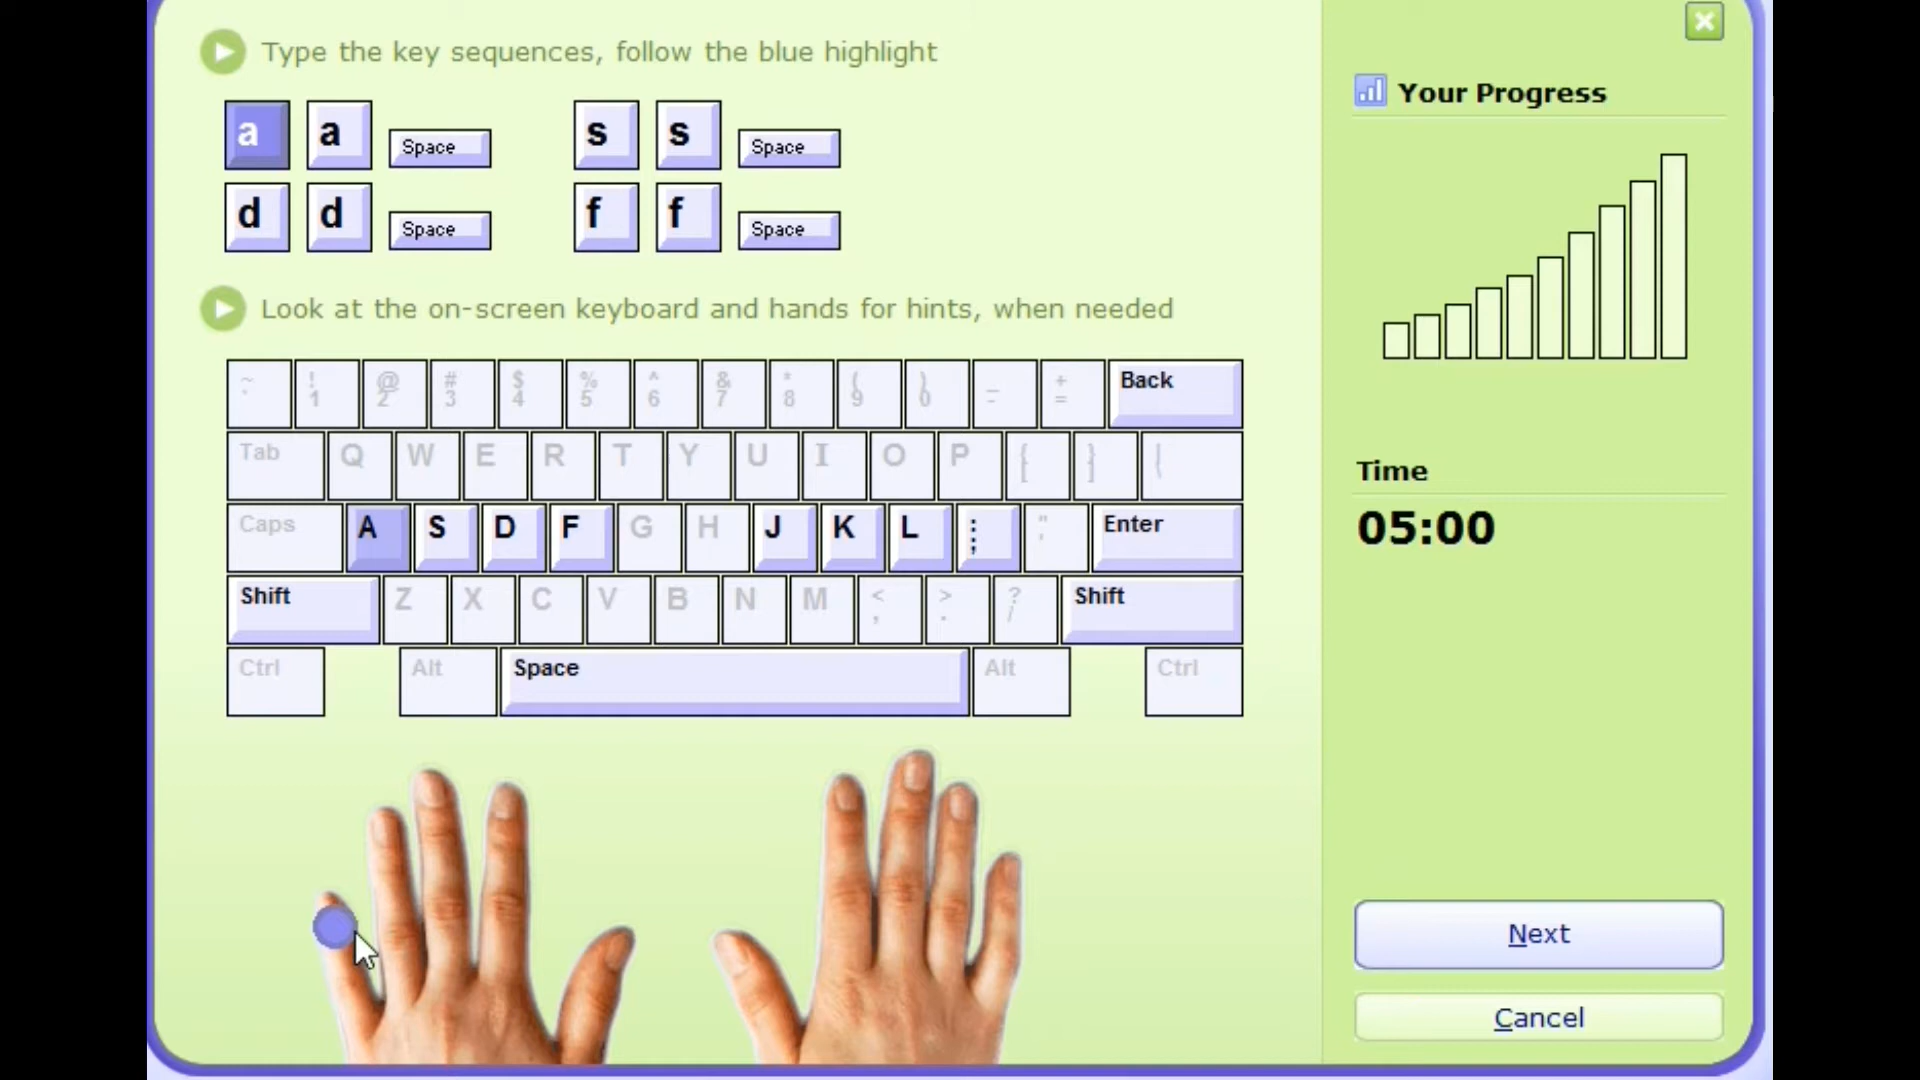 Type the key sequences, follow the blue highlight
a a Space s s Space
d d Space f f Space
Look at the on-screen keyboard and hands for hints, when needed
~ ` ! 1 @ 2 # 3 $ 4 % 5 ^ 6 & 7 * 8 ( 9 ) 0 _ - + = Back
Tab Q W E R T Y U I O P { [ } ] | \
Caps A S D F G H J K L : ; " ' Enter
Shift Z X C V B N M < , > . ? / Shift
Ctrl Alt Space Alt Ctrl
Your Progress
Time
05:00
Next
Cancel